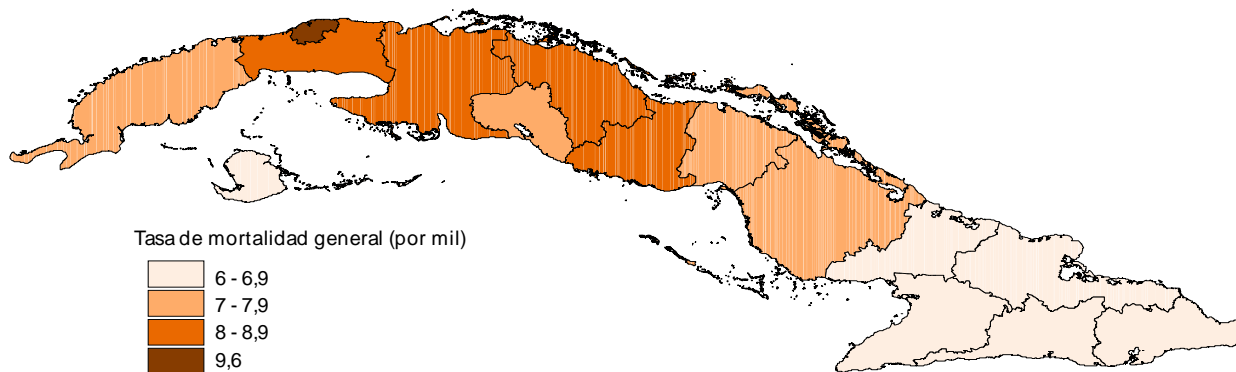 Tasa de mortalidad general (por mil)
6 - 6,9
7 - 7,9
8 - 8,9
9,6